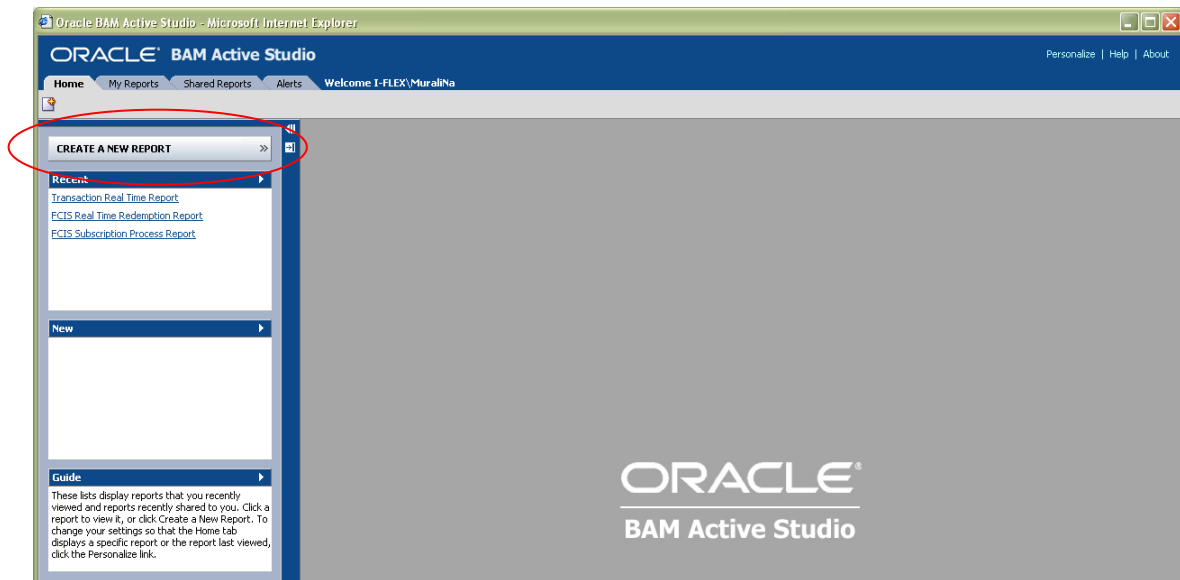 Oracle BAM Active Studio - Microsoft Internet Explorer
ORACLE® BAM Active Studio
Personalize | Help | About
Home My Reports Shared Reports Alerts Welcome I-FLEX\MuraliNa
CREATE A NEW REPORT »
Recent
Transaction Real Time Report
FCIS Real Time Redemption Report
FCIS Subscription Process Report
New
Guide
These lists display reports that you recently
viewed and reports recently shared to you. Click a
report to view it, or click Create a New Report. To
change your settings so that the Home tab
displays a specific report or the report last viewed,
click the Personalize link.
ORACLE®
BAM Active Studio